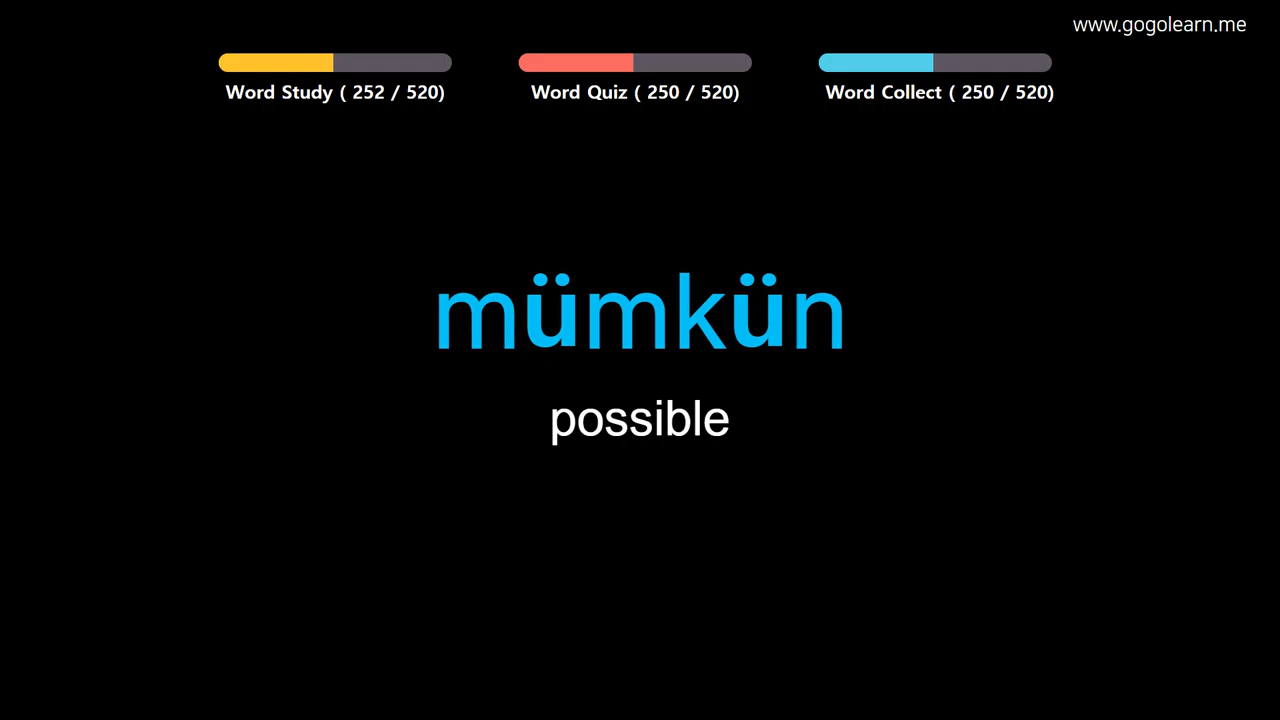 www.gogolearn.me
Word Study ( 252 / 520)
Word Quiz ( 250 / 520)
Word Collect ( 250 / 520)
mümkün
possible